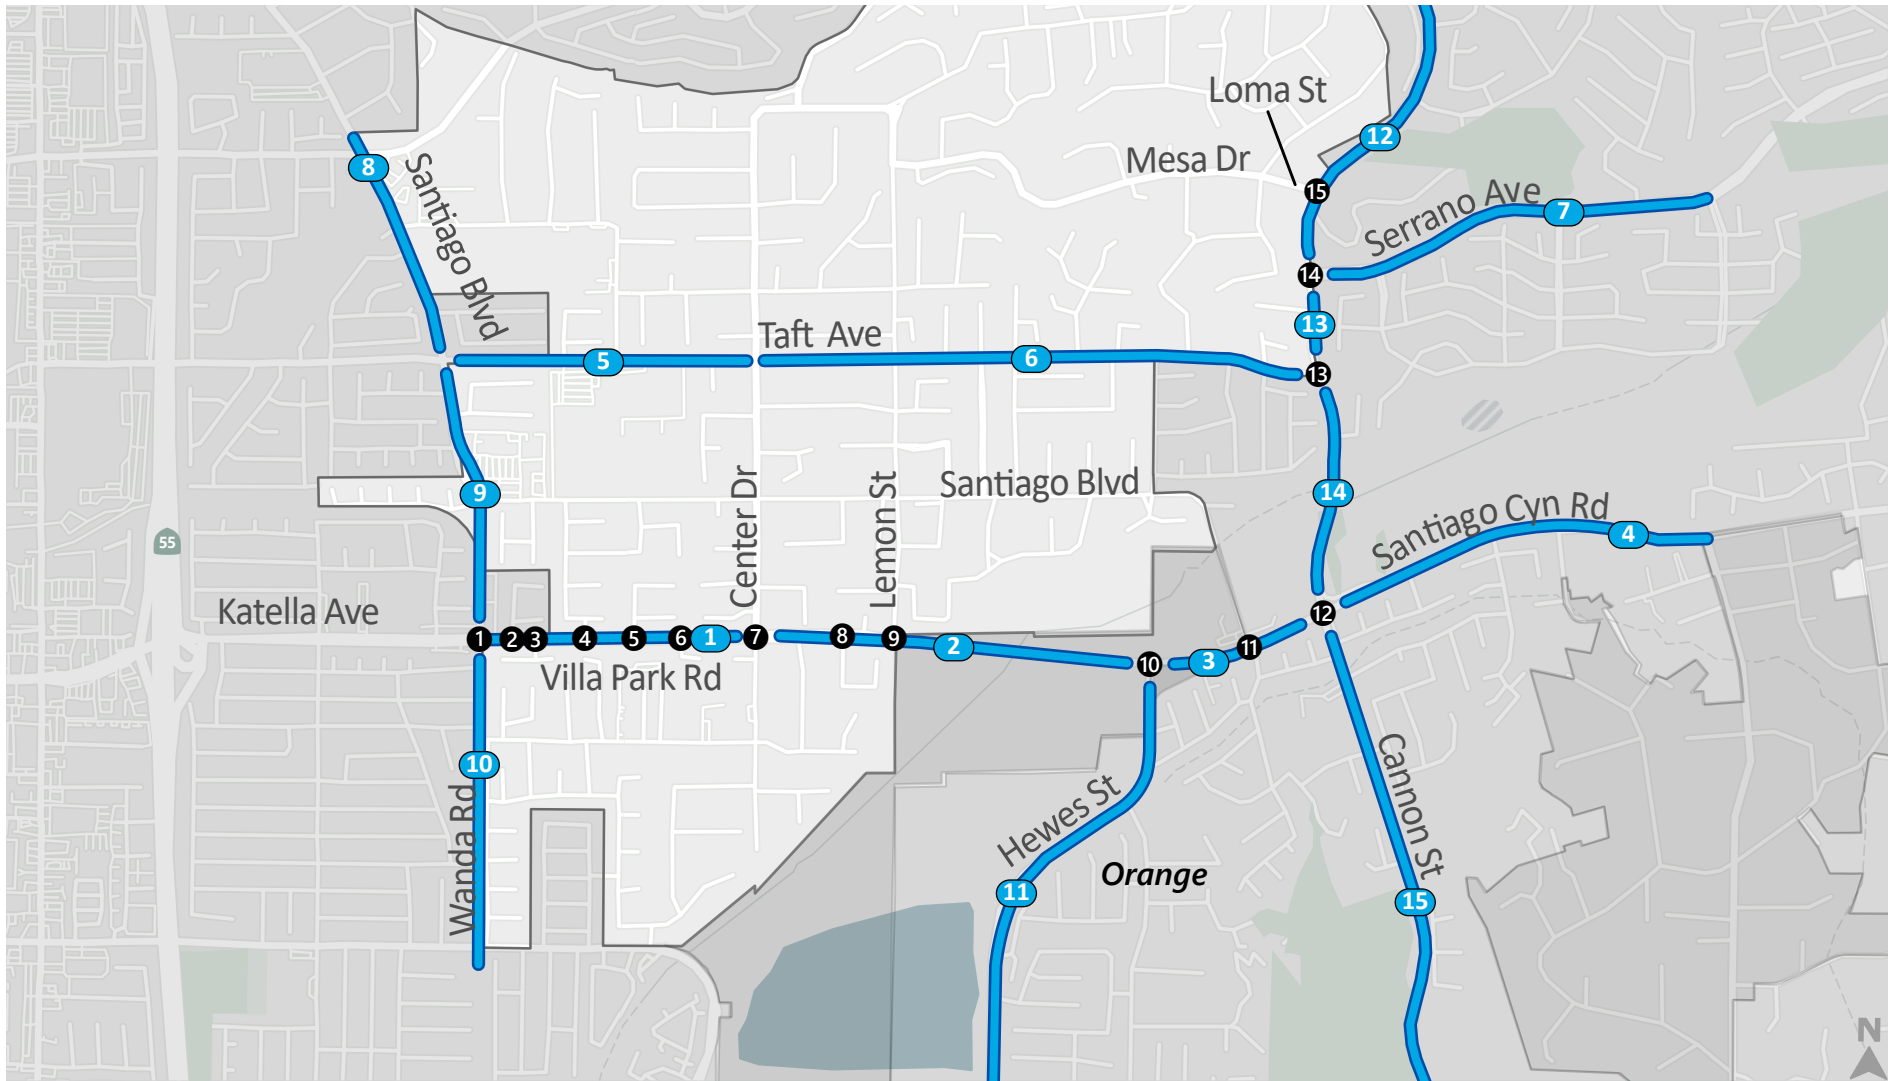 Loma St
12
Mesa Dr
8
Santiago Blvd
15
Serrano Ave
7
14
13
Taft Ave
5
6
13
Center Dr
Lemon St
Santiago Blvd
9
14
Santiago Cyn Rd
4
55
Katella Ave
1
2
3
4
5
6
1
7
8
9
2
10
3
11
12
Villa Park Rd
10
Wanda Rd
Hewes St
Cannon St
Orange
11
15
N